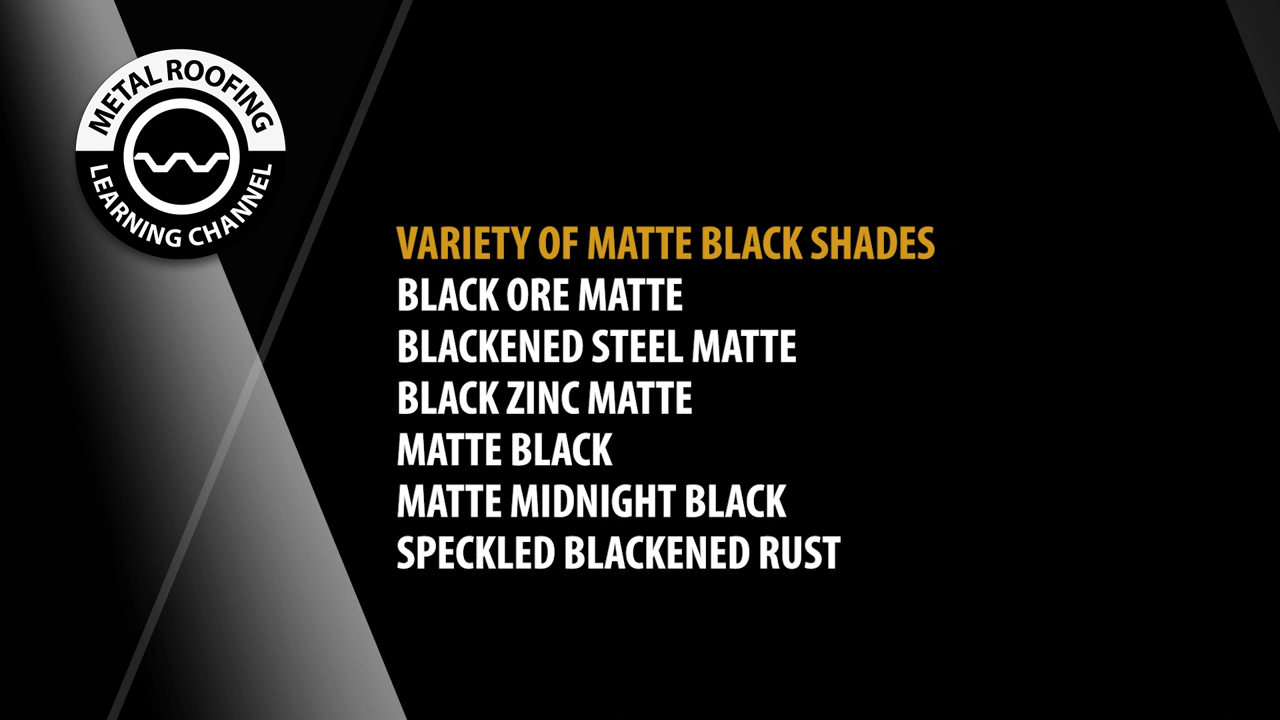 METAL ROOFING
LEARNING CHANNEL
VARIETY OF MATTE BLACK SHADES
BLACK ORE MATTE
BLACKENED STEEL MATTE
BLACK ZINC MATTE
MATTE BLACK
MATTE MIDNIGHT BLACK
SPECKLED BLACKENED RUST